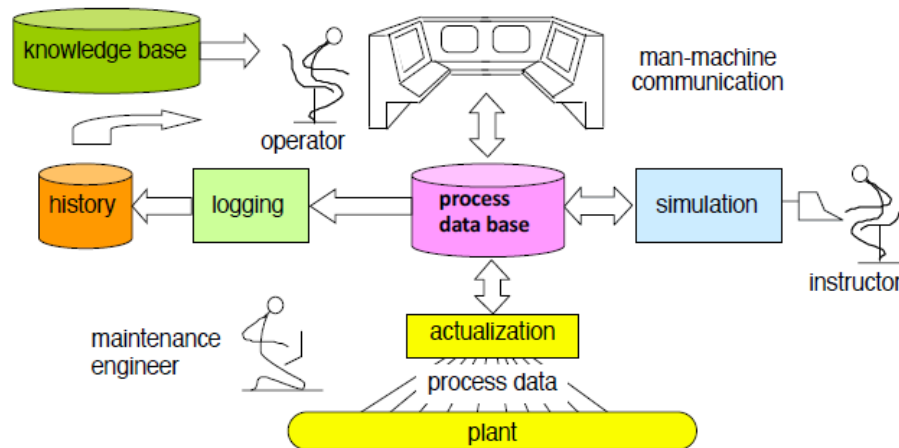 knowledge base
man-machine
communication
operator
history
logging
process
data base
simulation
instructor
maintenance
engineer
actualization
process data
plant